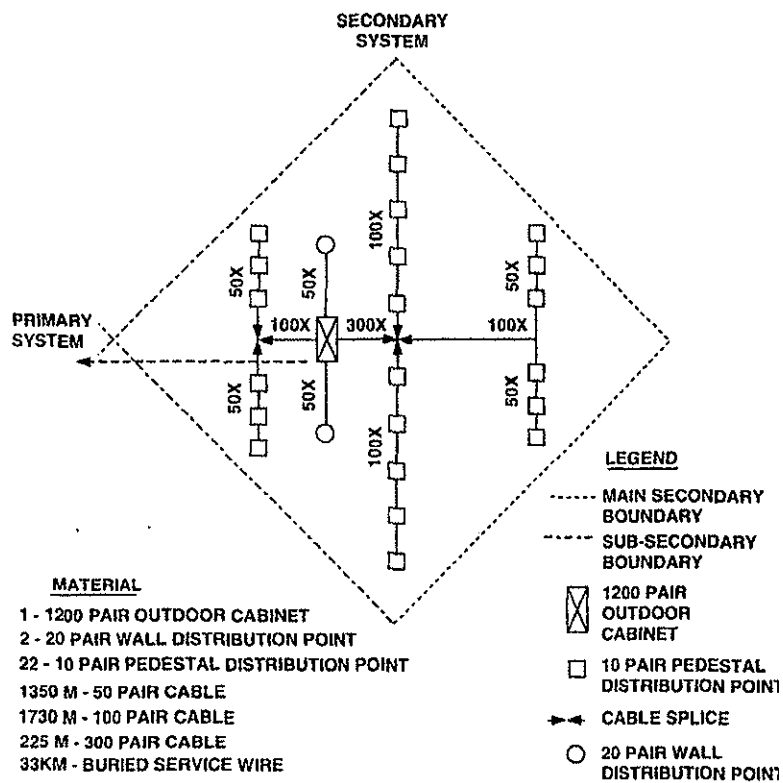 SECONDARY
SYSTEM
100X
50X
50X
50X
PRIMARY
SYSTEM
100X
300X
100X
50X
50X
100X
50X
LEGEND
MAIN SECONDARY
BOUNDARY
SUB-SECONDARY
BOUNDARY
1200 PAIR
OUTDOOR
CABINET
10 PAIR PEDESTAL
DISTRIBUTION POINT
CABLE SPLICE
20 PAIR WALL
DISTRIBUTION POINT
MATERIAL
1 - 1200 PAIR OUTDOOR CABINET
2 - 20 PAIR WALL DISTRIBUTION POINT
22 - 10 PAIR PEDESTAL DISTRIBUTION POINT
1350 M - 50 PAIR CABLE
1730 M - 100 PAIR CABLE
225 M - 300 PAIR CABLE
33KM - BURIED SERVICE WIRE